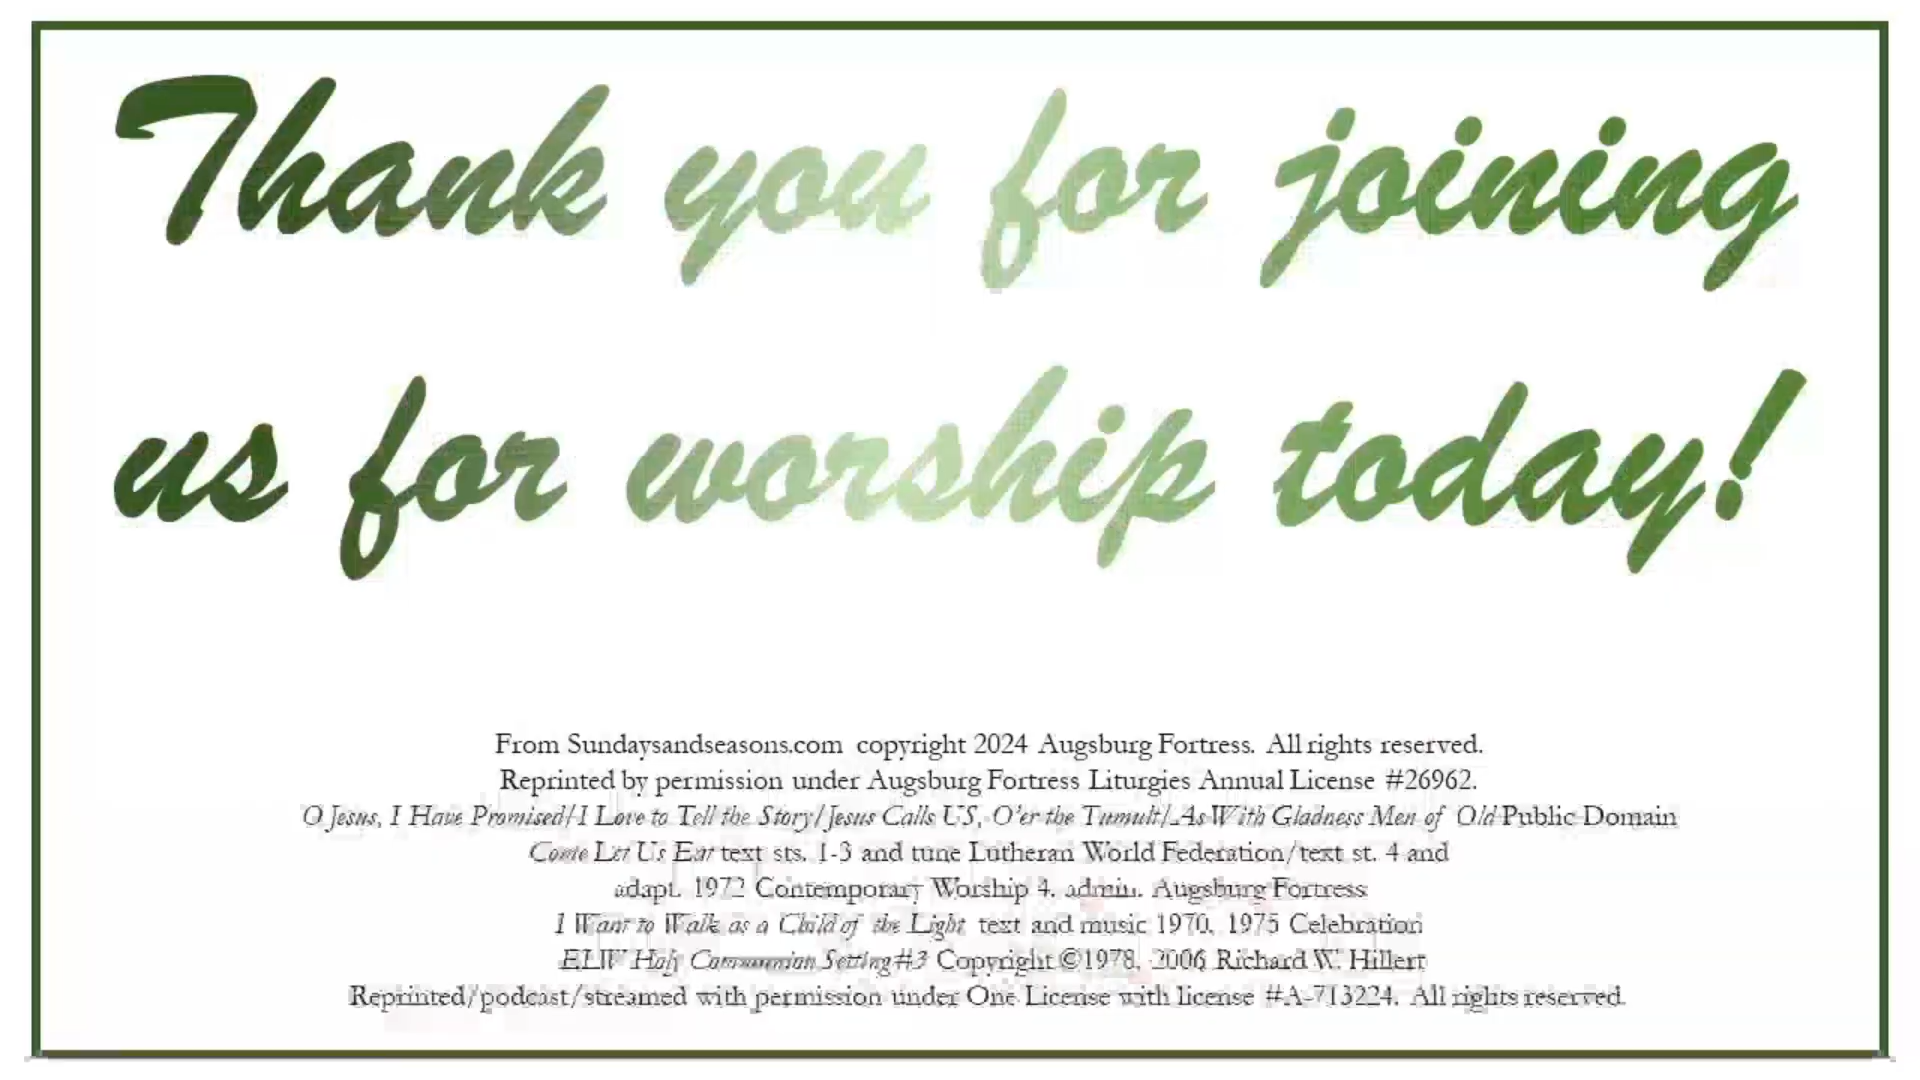 Thank you for joining
us for worship today!
From Sundaysandseasons.com copyright 2024 Augsburg Fortress. All rights reserved.
Reprinted by permission under Augsburg Fortress Liturgies Annual License #26962.
O Jesus, I Have Promised/I Love to Tell the Story/Jesus Calls US, O'er the Tumult/As With Gladness Men of Old Public Domain
Come Let Us Eat text sts. 1-3 and tune Lutheran World Federation/text st. 4 and
adapt. 1972 Contemporary Worship 4, admin. Augsburg Fortress
I Want to Walk as a Child of the Light text and music 1970, 1975 Celebration
ELW Holy Communion Setting#3 Copyright ©1978, 2006 Richard W. Hillert
Reprinted/podcast/streamed with permission under One License with license #A-713224. All rights reserved.